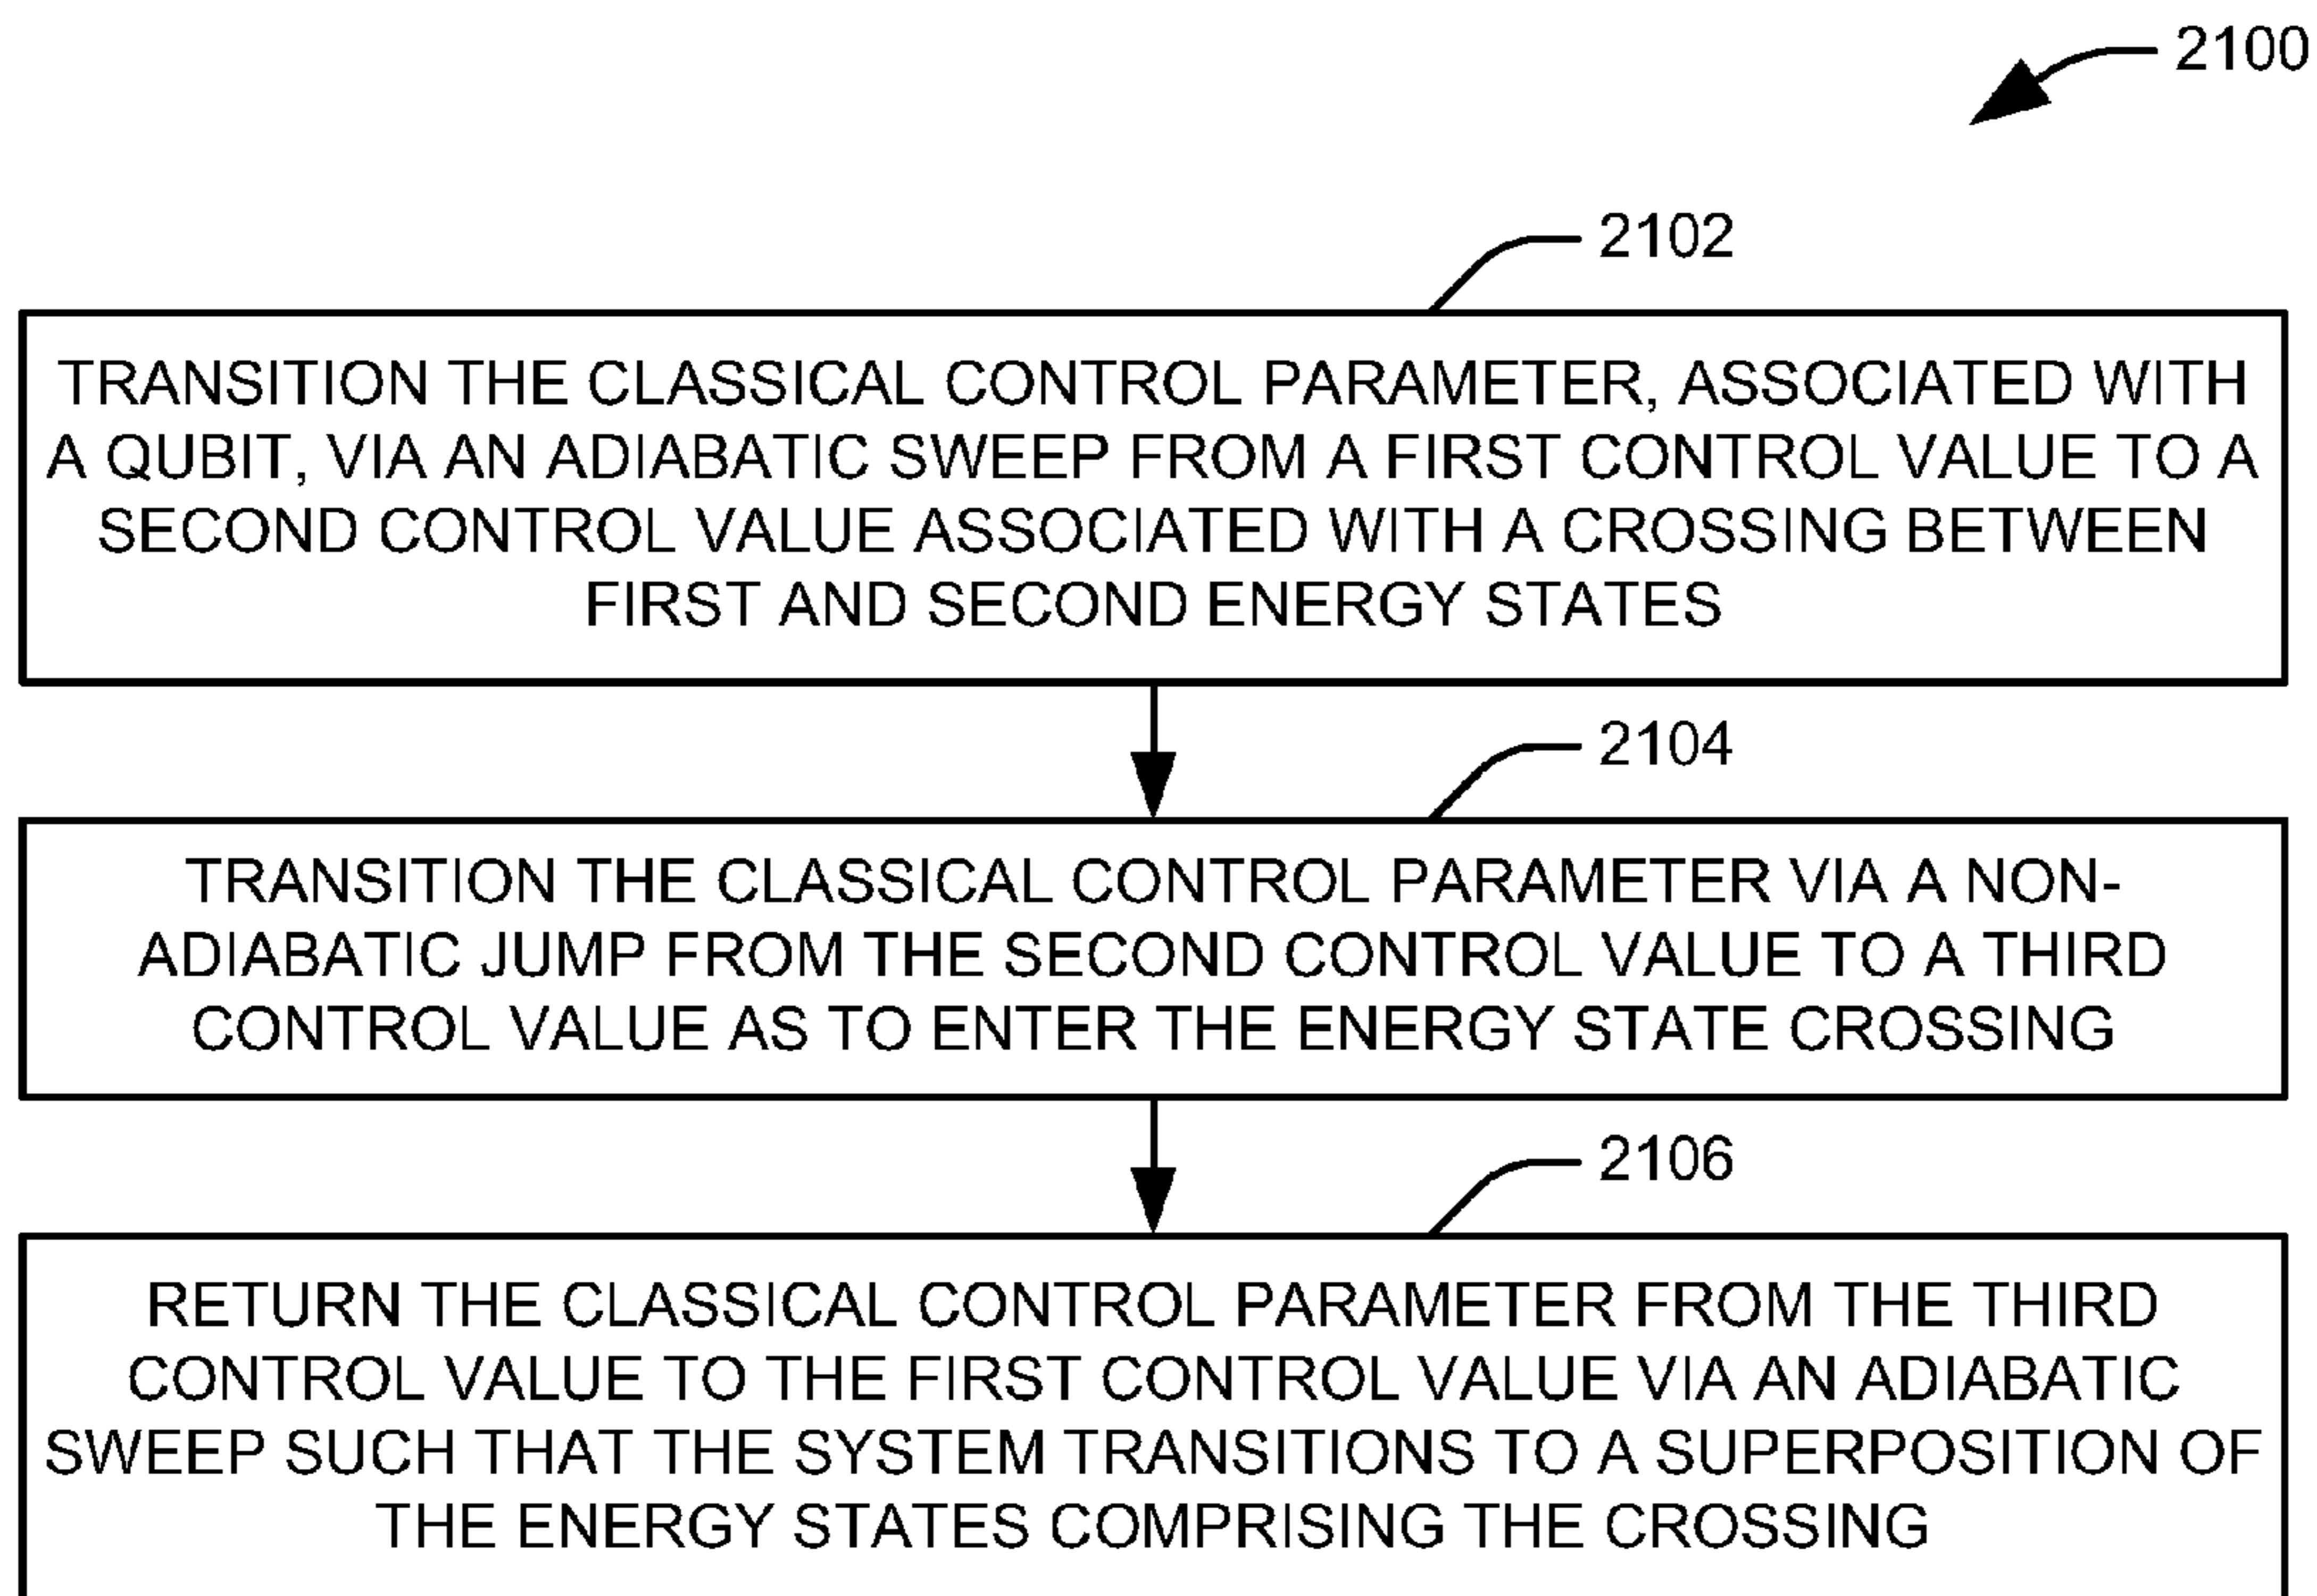 2100
2102
TRANSITION THE CLASSICAL CONTROL PARAMETER, ASSOCIATED WITH
A QUBIT, VIA AN ADIABATIC SWEEP FROM A FIRST CONTROL VALUE TO A
SECOND CONTROL VALUE ASSOCIATED WITH A CROSSING BETWEEN
FIRST AND SECOND ENERGY STATES
2104
TRANSITION THE CLASSICAL CONTROL PARAMETER VIA A NON-
ADIABATIC JUMP FROM THE SECOND CONTROL VALUE TO A THIRD
CONTROL VALUE AS TO ENTER THE ENERGY STATE CROSSING
2106
RETURN THE CLASSICAL CONTROL PARAMETER FROM THE THIRD
CONTROL VALUE TO THE FIRST CONTROL VALUE VIA AN ADIABATIC
SWEEP SUCH THAT THE SYSTEM TRANSITIONS TO A SUPERPOSITION OF
THE ENERGY STATES COMPRISING THE CROSSING